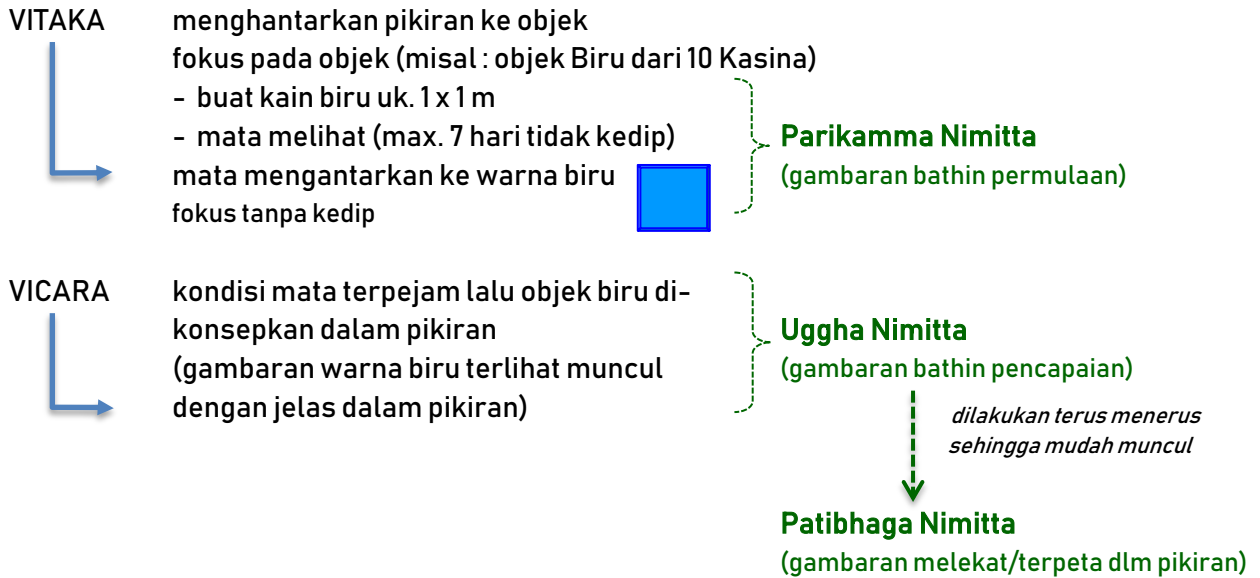 VITAKA menghantarkan pikiran ke objek
fokus pada objek (misal : objek Biru dari 10 Kasina)
- buat kain biru uk. 1 x 1 m
- mata melihat (max. 7 hari tidak kedip)
mata mengantarkan ke warna biru
fokus tanpa kedip
Parikamma Nimitta
(gambaran bathin permulaan)
VICARA kondisi mata terpejam lalu objek biru di-
konsepkan dalam pikiran
(gambaran warna biru terlihat muncul
dengan jelas dalam pikiran)
Uggha Nimitta
(gambaran bathin pencapaian)
dilakukan terus menerus
sehingga mudah muncul
Patibhaga Nimitta
(gambaran melekat/terpeta dlm pikiran)